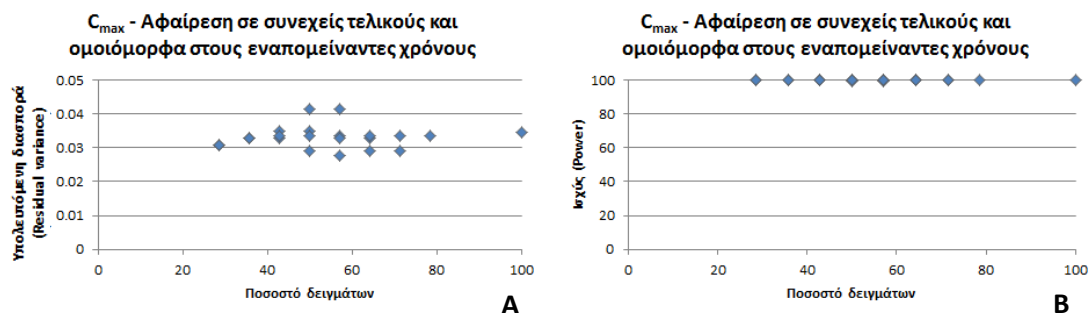 C_max - Αφαίρεση σε συνεχείς τελικούς και
ομοιόμορφα στους εναπομείναντες χρόνους
Υπολειπόμενη διασπορά
(Residual variance)
0.05
0.04
0.03
0.02
0.01
0
0 20 40 60 80 100
Ποσοστό δειγμάτων
A
C_max - Αφαίρεση σε συνεχείς τελικούς και
ομοιόμορφα στους εναπομείναντες χρόνους
Ισχύς (Power)
100
80
60
40
20
0
0 20 40 60 80 100
Ποσοστό δειγμάτων
B